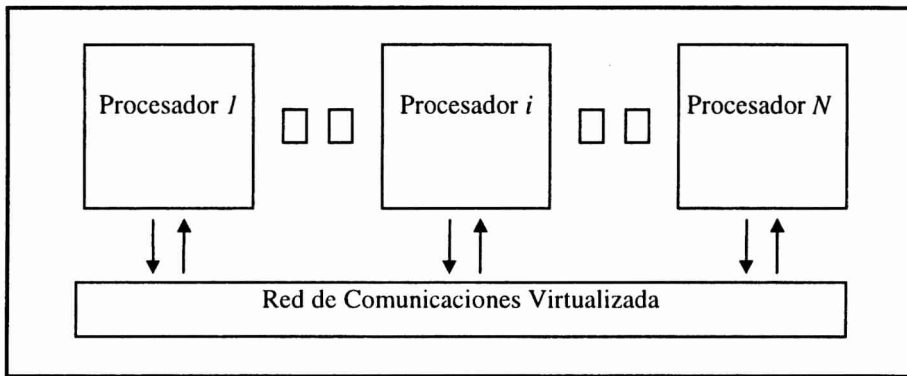 Procesador 1
Procesador i
Procesador N
Red de Comunicaciones Virtualizada